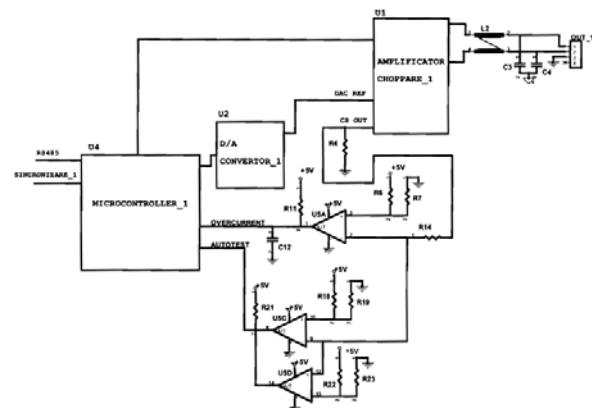 U1
AMPLIFICATOR
CHOPPARE_1
L2
OUT_1
C3
C4
DAC REF
CS OUT
U2
D/A
CONVERTOR_1
R4
U4
RS485
SINCRONIZARE_1
MICROCONTROLLER_1
OVERCURRENT
AUTOTEST
+5V
R11
+5V
U5A
C12
+5V
R6
R7
R14
+5V
R21
+5V
U5C
+5V
R18
R19
+5V
U5D
+5V
R22
R23